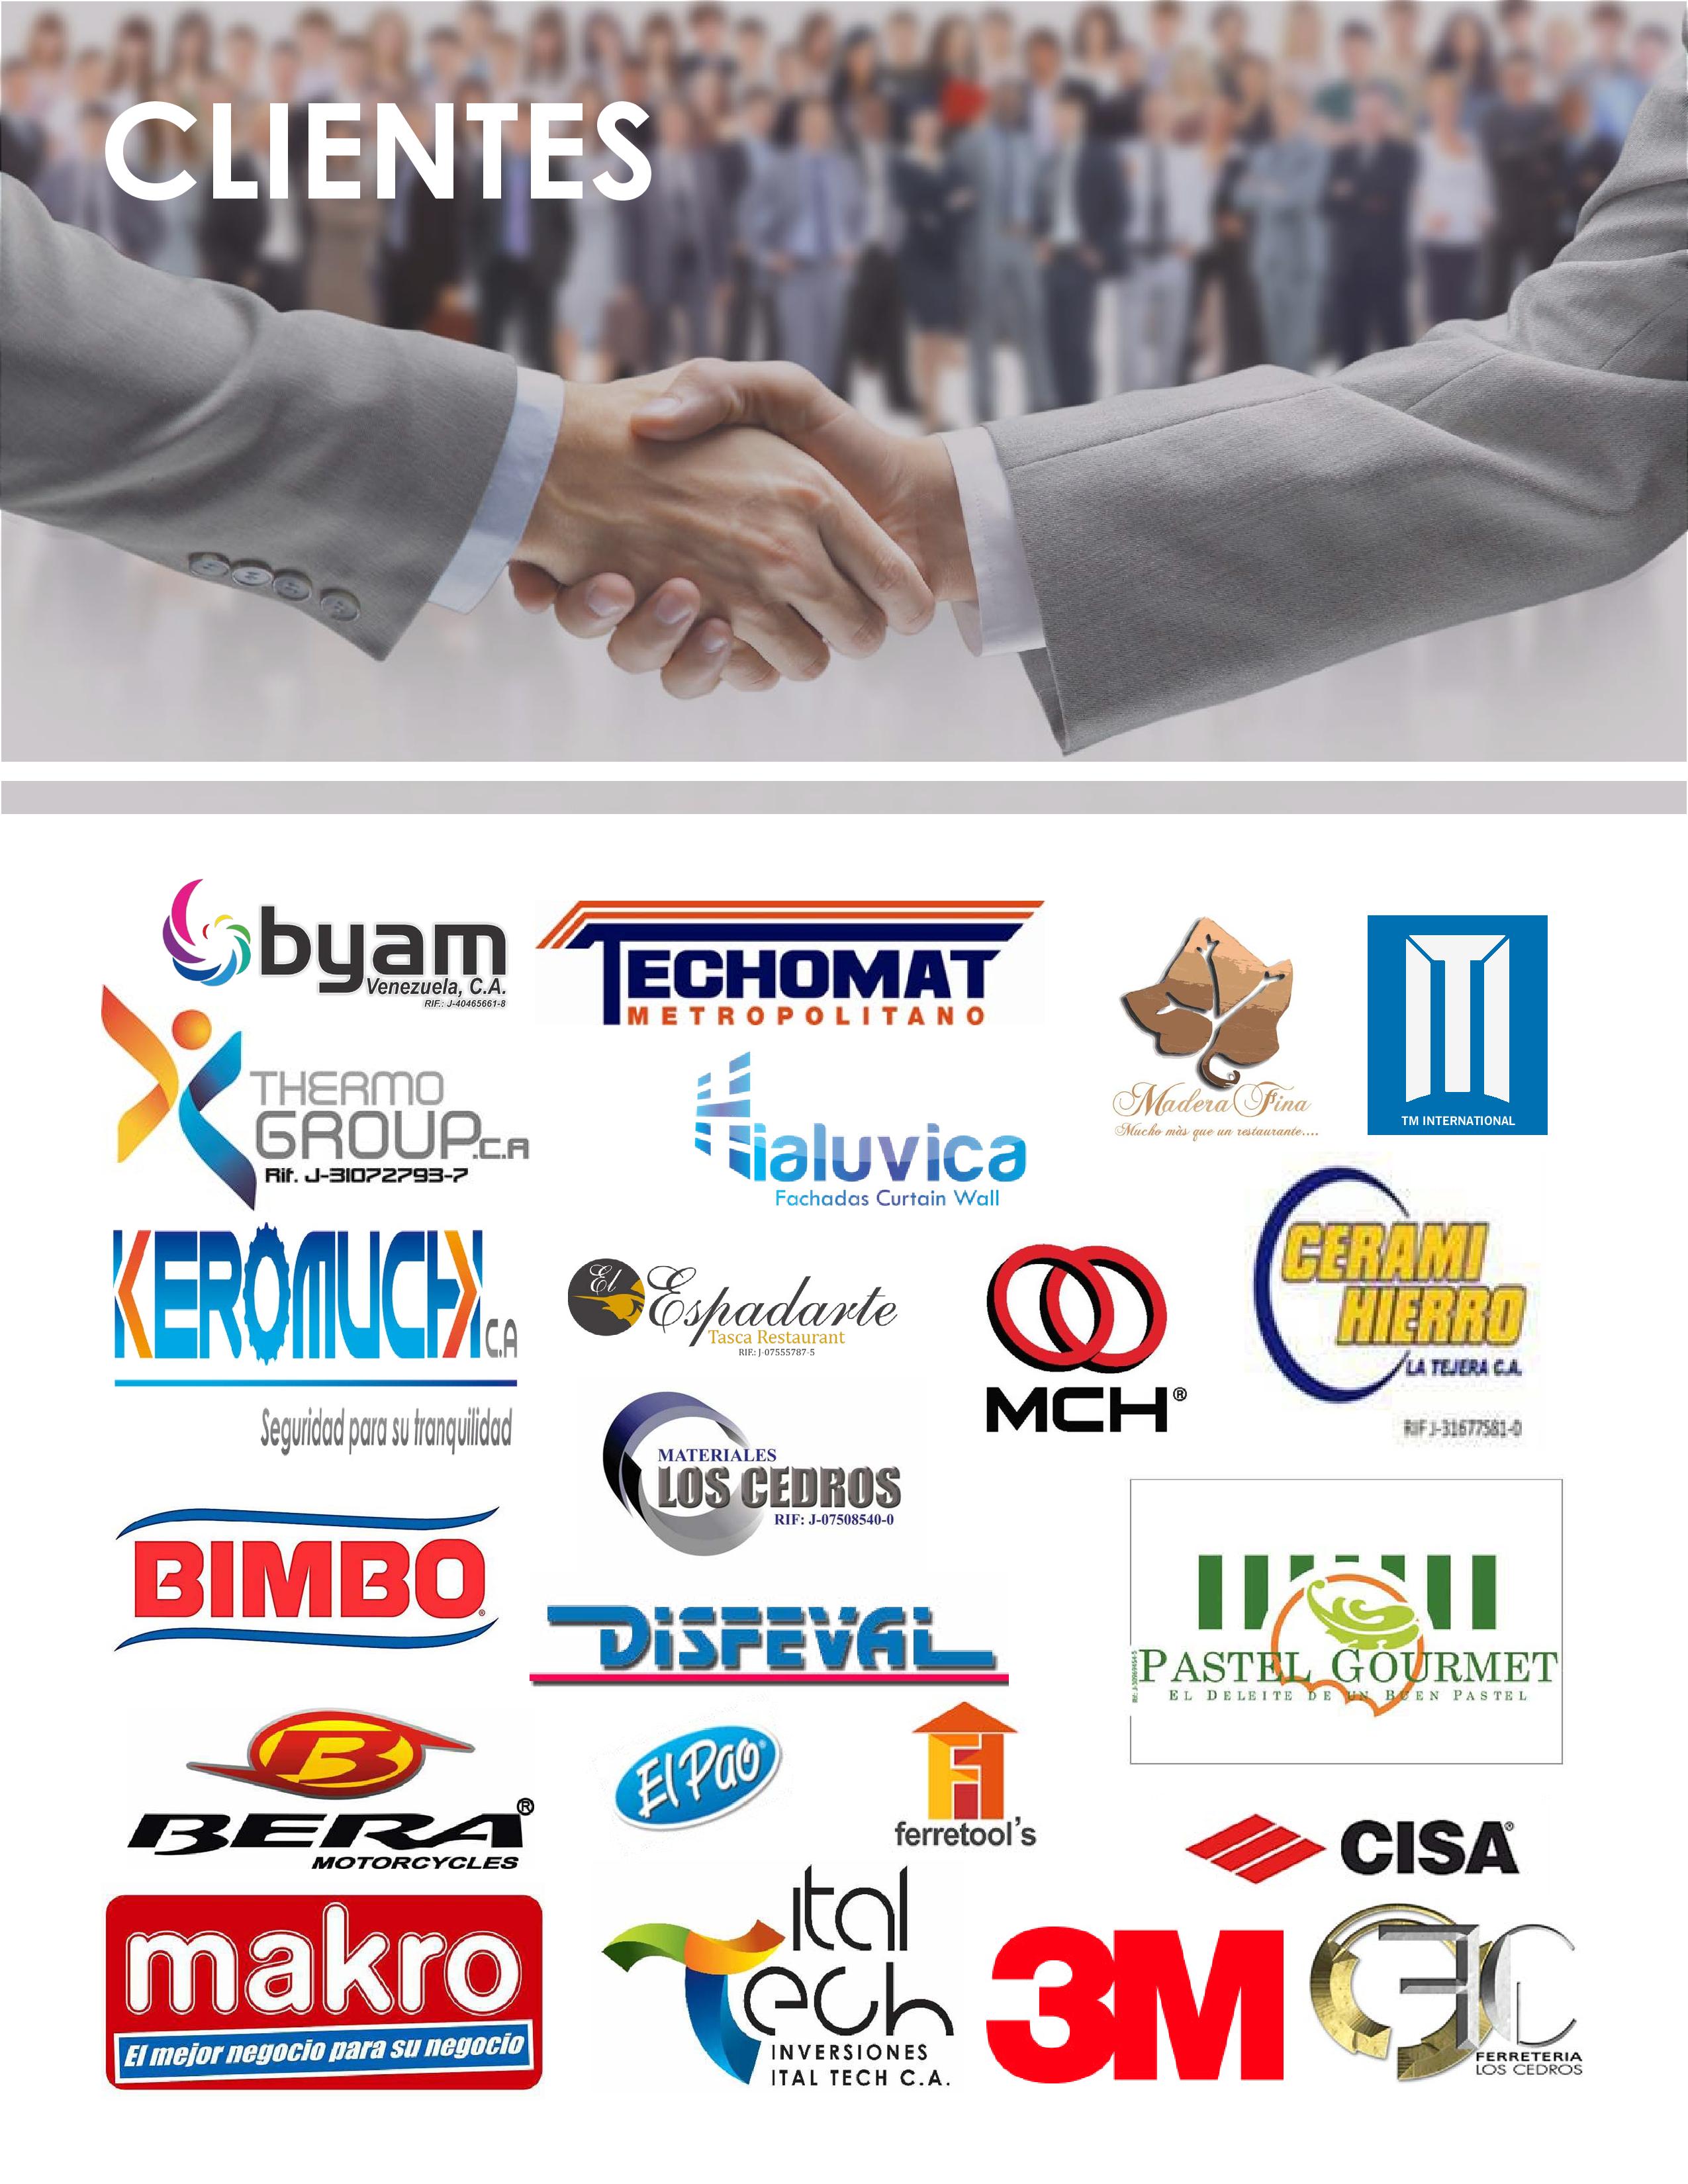 CLIENTES
byam
Venezuela, C.A.
RIF.: J-40465661-8
TECHOMAT
METROPOLITANO
Madera Fina
Mucho màs que un restaurante....
TM INTERNATIONAL
THERMO
GROUP.C.A
Rif. J-31072793-7
Hialuvica
Fachadas Curtain Wall
KEROMUCH C.A
Seguridad para su tranquilidad
El Espadarte
Tasca Restaurant
RIF.: J-07555787-5
MCH®
CERAMI
HIERRO
LA TEJERA C.A.
RIF J-31677581-0
MATERIALES
LOS CEDROS
RIF: J-07508540-0
BIMBO®
DISFEVAL
PASTEL GOURMET
EL DELEITE DE UN BUEN PASTEL
B
BERA®
MOTORCYCLES
El Pao®
ferretool's
CISA®
makro
El mejor negocio para su negocio
ital
Tech
INVERSIONES
ITAL TECH C.A.
3M
FERRETERIA
LOS CEDROS